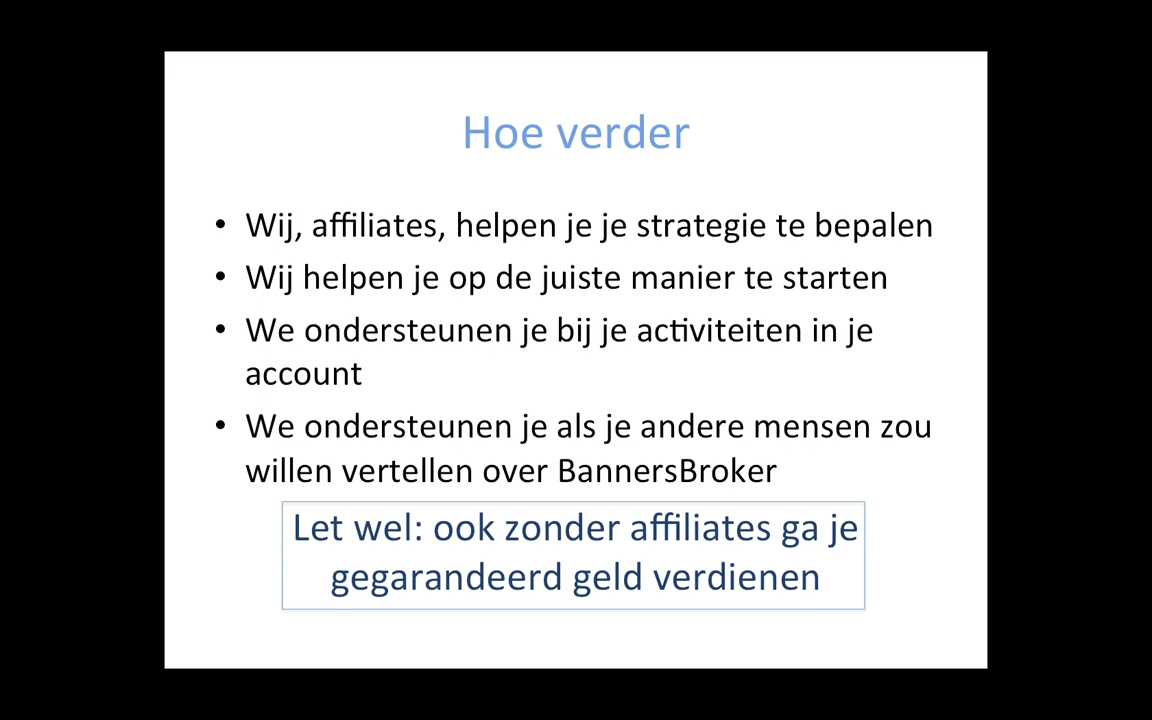 Hoe verder
• Wij, affiliates, helpen je je strategie te bepalen
• Wij helpen je op de juiste manier te starten
• We ondersteunen je bij je activiteiten in je
account
• We ondersteunen je als je andere mensen zou
willen vertellen over BannersBroker
Let wel: ook zonder affiliates ga je
gegarandeerd geld verdienen